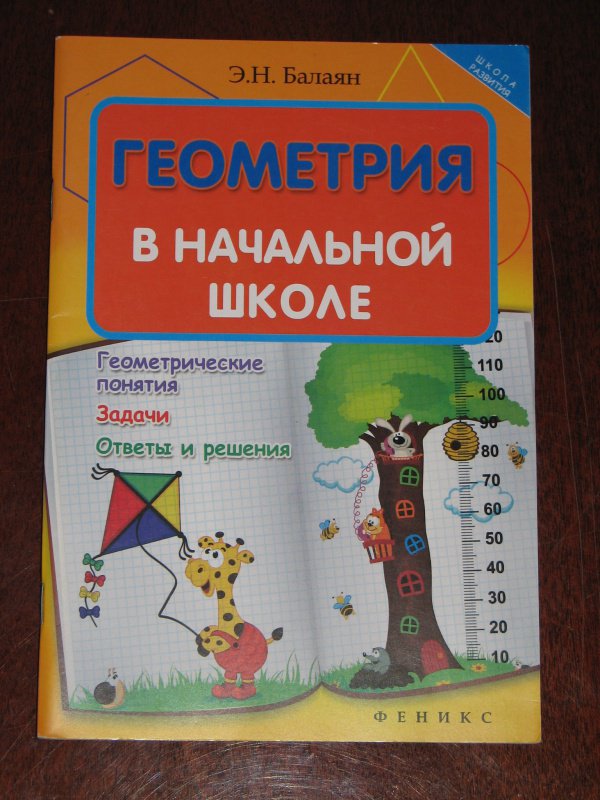 Э.Н. Балаян
ШКОЛА
РАЗВИТИЯ
ГЕОМЕТРИЯ
В НАЧАЛЬНОЙ
ШКОЛЕ
Геометрические
понятия
Задачи
Ответы и решения
20
110
100
90
80
70
60
50
40
30
20
10
ФЕНИКС